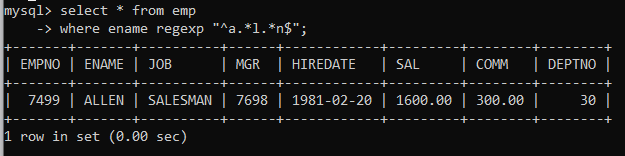 mysql> select * from emp
    -> where ename regexp "^a.*l.*n$";
+-------+-------+----------+------+------------+---------+--------+--------+
| EMPNO | ENAME | JOB      | MGR  | HIREDATE   | SAL     | COMM   | DEPTNO |
+-------+-------+----------+------+------------+---------+--------+--------+
|  7499 | ALLEN | SALESMAN | 7698 | 1981-02-20 | 1600.00 | 300.00 |     30 |
+-------+-------+----------+------+------------+---------+--------+--------+
1 row in set (0.00 sec)